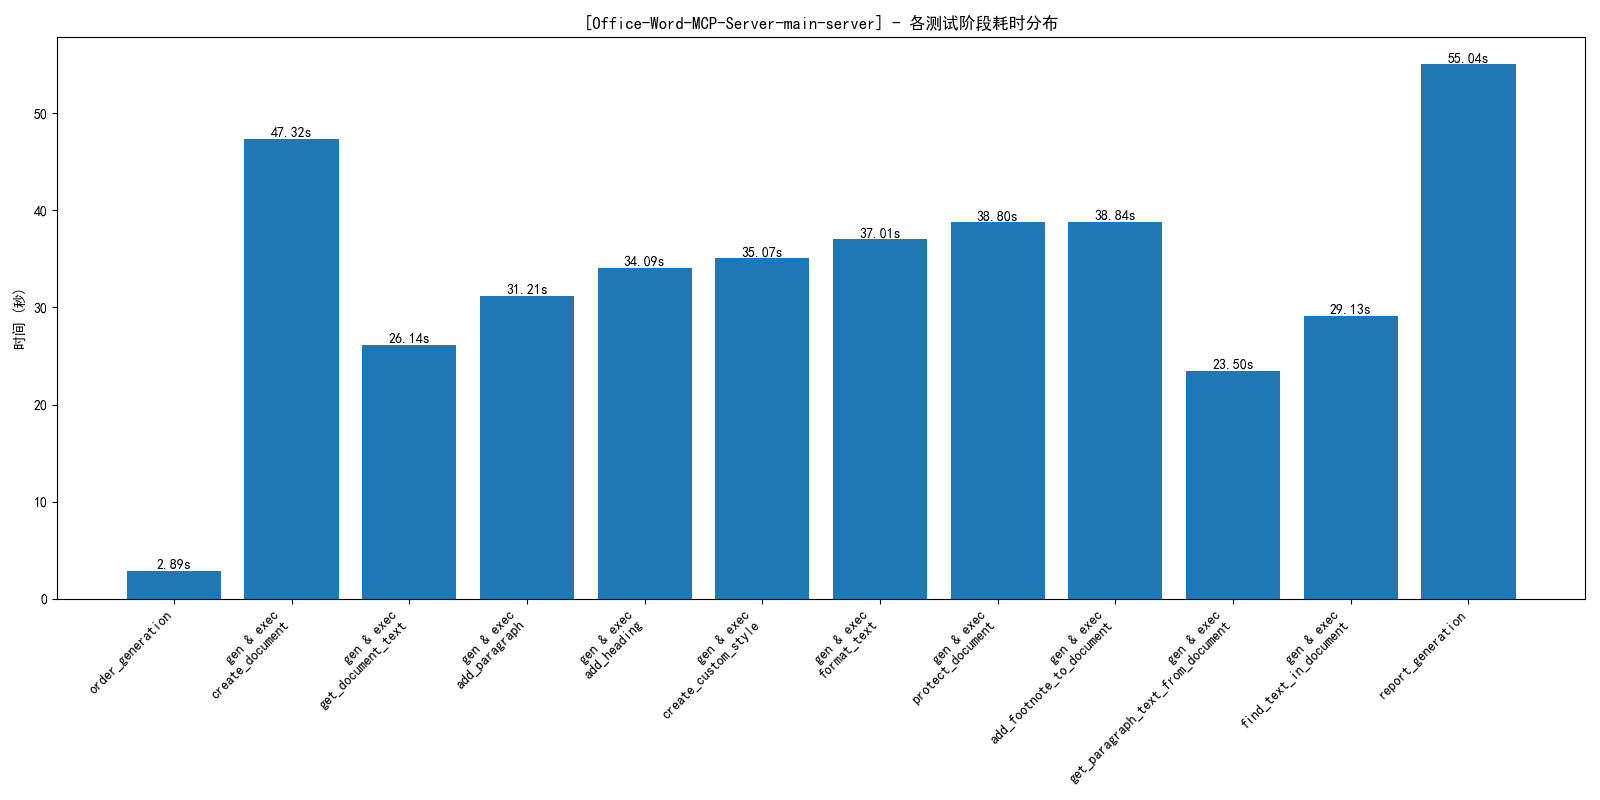 [Office-Word-MCP-Server-main-server] - 各测试阶段耗时分布
时间 (秒)
50
40
30
20
10
0
2.89s
47.32s
26.14s
31.21s
34.09s
35.07s
37.01s
38.80s
38.84s
23.50s
29.13s
55.04s
order_generation
gen & exec
create_document
gen & exec
get_document_text
gen & exec
add_paragraph
gen & exec
add_heading
gen & exec
create_custom_style
gen & exec
format_text
gen & exec
protect_document
gen & exec
add_footnote_to_document
gen & exec
get_paragraph_text_from_document
gen & exec
find_text_in_document
report_generation